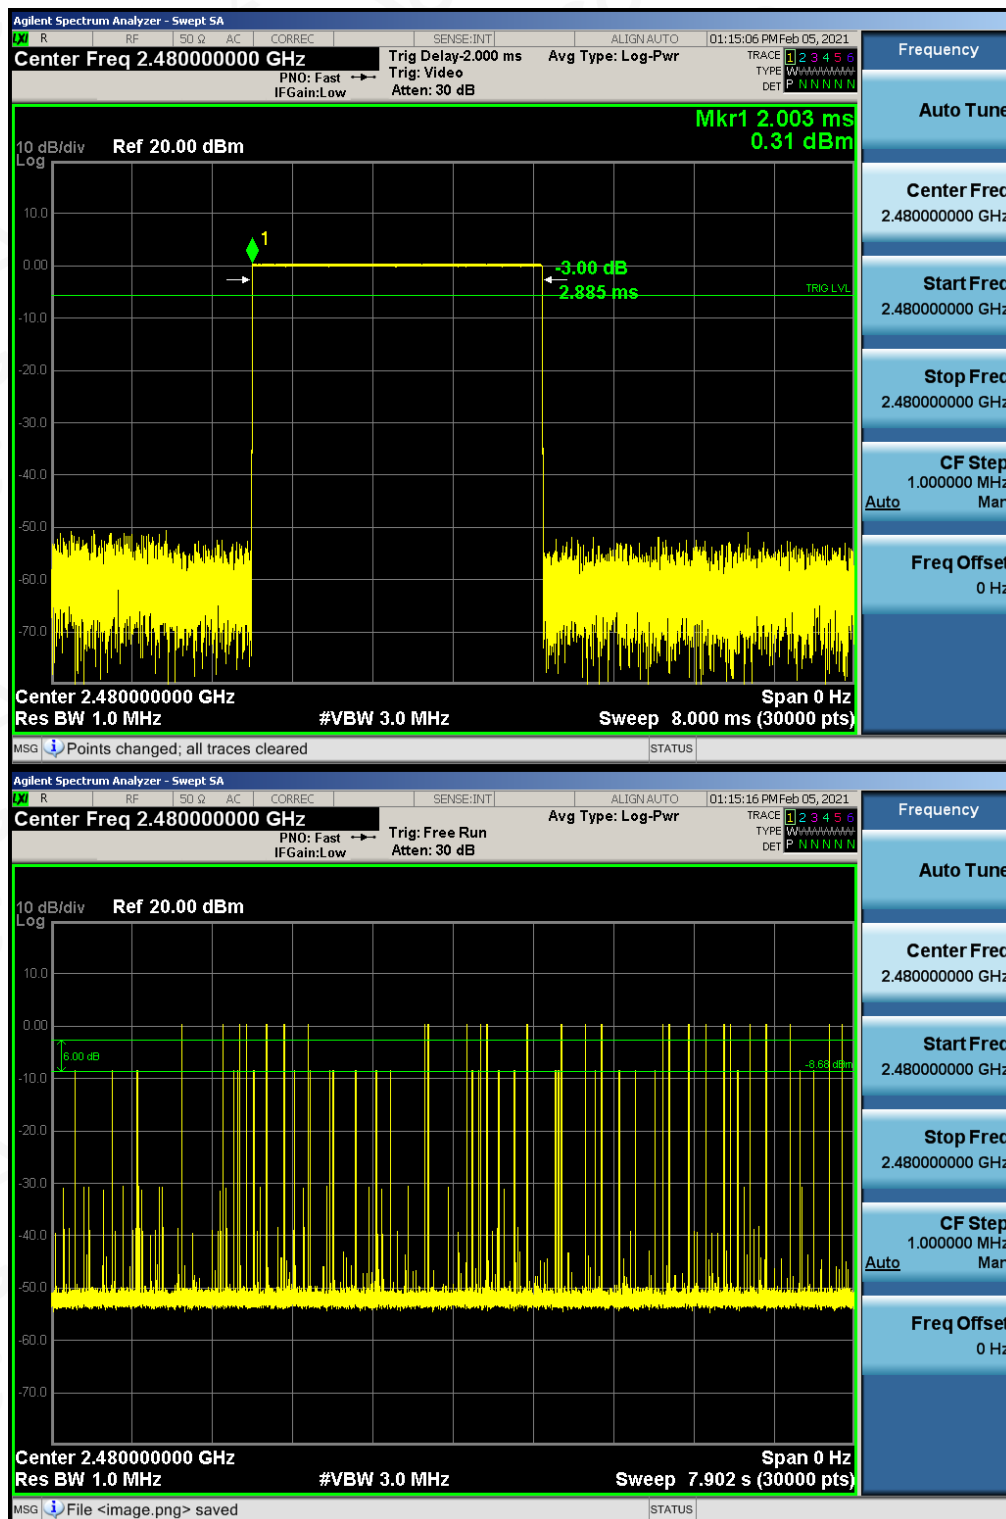 Agilent Spectrum Analyzer - Swept SA
LXI R RF 50 Ω AC CORREC SENSE:INT ALIGN AUTO 01:15:06 PM Feb 05, 2021
Center Freq 2.480000000 GHz
PNO: Fast
IFGain:Low
Trig Delay-2.000 ms
Trig: Video
Atten: 30 dB
Avg Type: Log-Pwr
TRACE 1 2 3 4 5 6
TYPE
DET P N N N N N
Mkr1 2.003 ms
0.31 dBm
10 dB/div Ref 20.00 dBm
Log
10.0
0.00
-10.0
-20.0
-30.0
-40.0
-50.0
-60.0
-70.0
1
-3.00 dB
2.885 ms
TRIG LVL
Center 2.480000000 GHz Span 0 Hz
Res BW 1.0 MHz #VBW 3.0 MHz Sweep 8.000 ms (30000 pts)
MSG Points changed; all traces cleared STATUS
Frequency
Auto Tune
Center Freq
2.480000000 GHz
Start Freq
2.480000000 GHz
Stop Freq
2.480000000 GHz
CF Step
1.000000 MHz
Auto Man
Freq Offset
0 Hz
Agilent Spectrum Analyzer - Swept SA
LXI R RF 50 Ω AC CORREC SENSE:INT ALIGN AUTO 01:15:16 PM Feb 05, 2021
Center Freq 2.480000000 GHz
PNO: Fast
IFGain:Low
Trig: Free Run
Atten: 30 dB
Avg Type: Log-Pwr
TRACE 1 2 3 4 5 6
TYPE
DET P N N N N N
10 dB/div Ref 20.00 dBm
Log
10.0
0.00
-10.0
-20.0
-30.0
-40.0
-50.0
-60.0
-70.0
6.00 dB
-8.68 dBm
Center 2.480000000 GHz Span 0 Hz
Res BW 1.0 MHz #VBW 3.0 MHz Sweep 7.902 s (30000 pts)
MSG File <image.png> saved STATUS
Frequency
Auto Tune
Center Freq
2.480000000 GHz
Start Freq
2.480000000 GHz
Stop Freq
2.480000000 GHz
CF Step
1.000000 MHz
Auto Man
Freq Offset
0 Hz